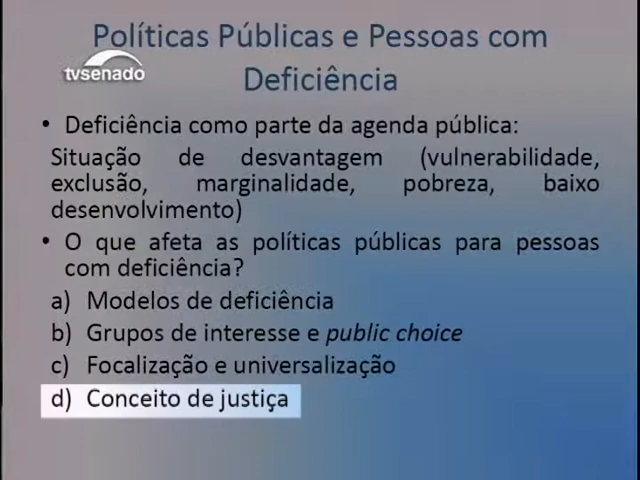 Políticas Públicas e Pessoas com
tvsenado
Deficiência
• Deficiência como parte da agenda pública:
Situação de desvantagem (vulnerabilidade,
exclusão, marginalidade, pobreza, baixo
desenvolvimento)
• O que afeta as políticas públicas para pessoas
com deficiência?
a) Modelos de deficiência
b) Grupos de interesse e public choice
c) Focalização e universalização
d) Conceito de justiça